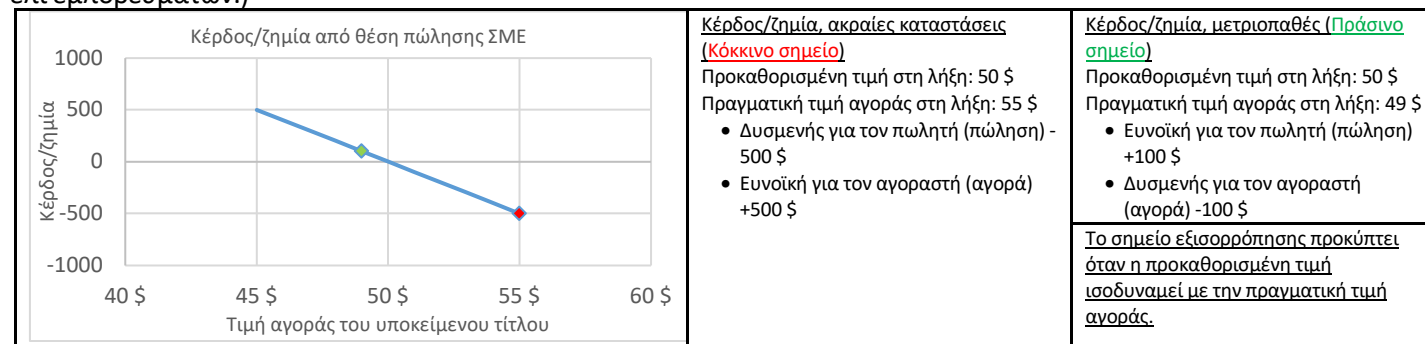 επί εμπορευμάτων.)
Κέρδος/ζημία από θέση πώλησης ΣΜΕ
1000
500
0
-500
-1000
40 $ 45 $ 50 $ 55 $ 60 $
Κέρδος/ζημία
Τιμή αγοράς του υποκείμενου τίτλου
Κέρδος/ζημία, ακραίες καταστάσεις
(Κόκκινο σημείο)
Προκαθορισμένη τιμή στη λήξη: 50 $
Πραγματική τιμή αγοράς στη λήξη: 55 $
• Δυσμενής για τον πωλητή (πώληση) -
500 $
• Ευνοϊκή για τον αγοραστή (αγορά)
+500 $
Κέρδος/ζημία, μετριοπαθές (Πράσινο
σημείο)
Προκαθορισμένη τιμή στη λήξη: 50 $
Πραγματική τιμή αγοράς στη λήξη: 49 $
• Ευνοϊκή για τον πωλητή (πώληση)
+100 $
• Δυσμενής για τον αγοραστή
(αγορά) -100 $
Το σημείο εξισορρόπησης προκύπτει
όταν η προκαθορισμένη τιμή
ισοδυναμεί με την πραγματική τιμή
αγοράς.